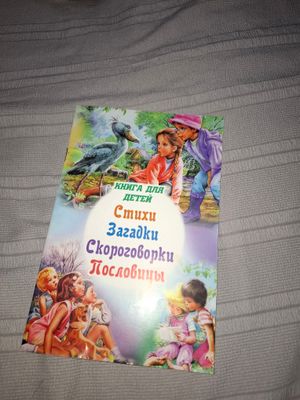 КНИГА ДЛЯ
ДЕТЕЙ
Стихи
Загадки
Скороговорки
Пословицы